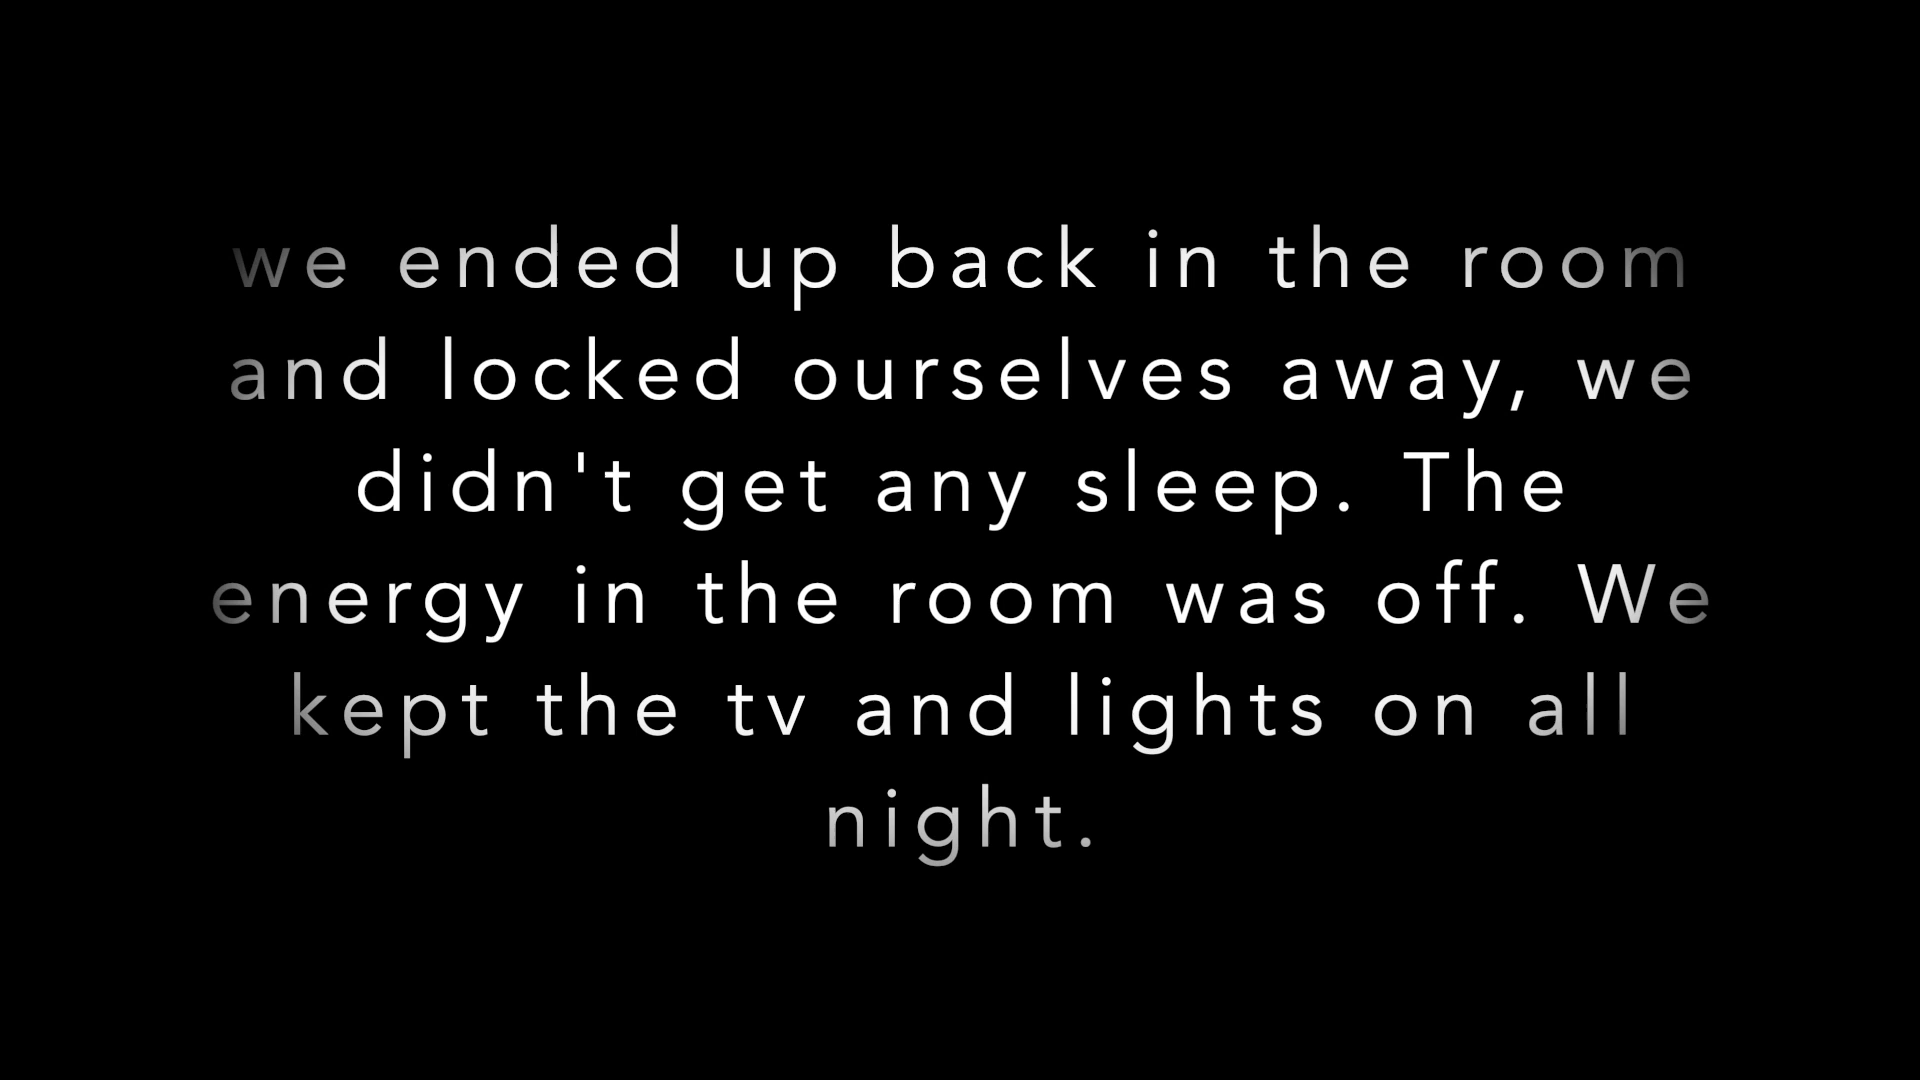 we ended up back in the room
and locked ourselves away, we
didn't get any sleep. The
energy in the room was off. We
kept the tv and lights on all
night.